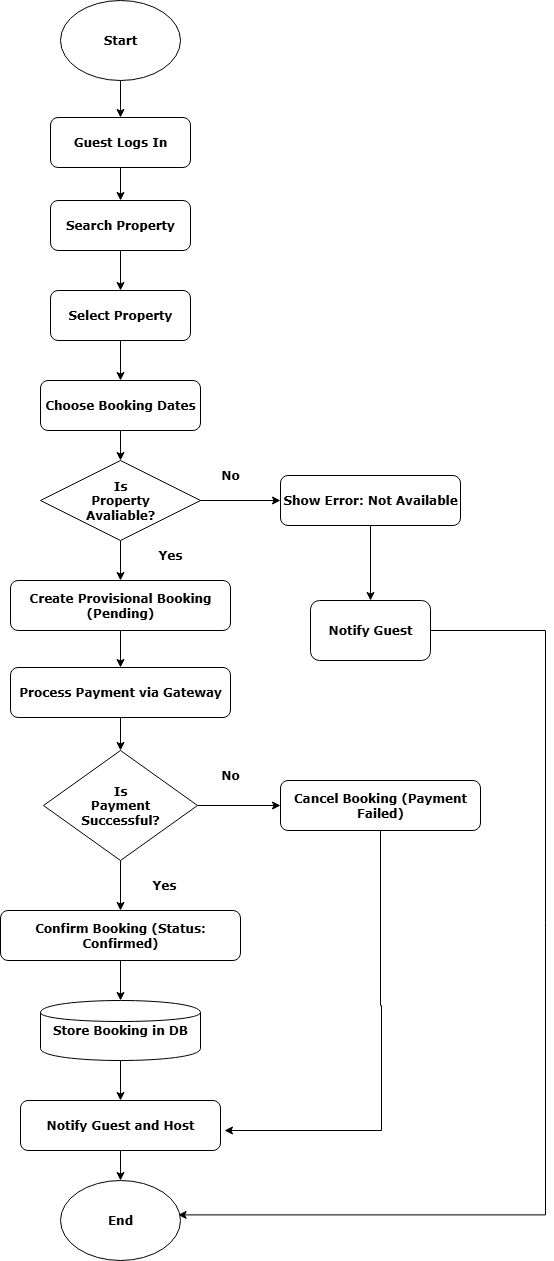 Start
Guest Logs In
Search Property
Select Property
Choose Booking Dates
Is
Property
Avaliable?
No
Show Error: Not Available
Yes
Create Provisional Booking
(Pending)
Notify Guest
Process Payment via Gateway
Is
Payment
Successful?
No
Cancel Booking (Payment
Failed)
Yes
Confirm Booking (Status:
Confirmed)
Store Booking in DB
Notify Guest and Host
End